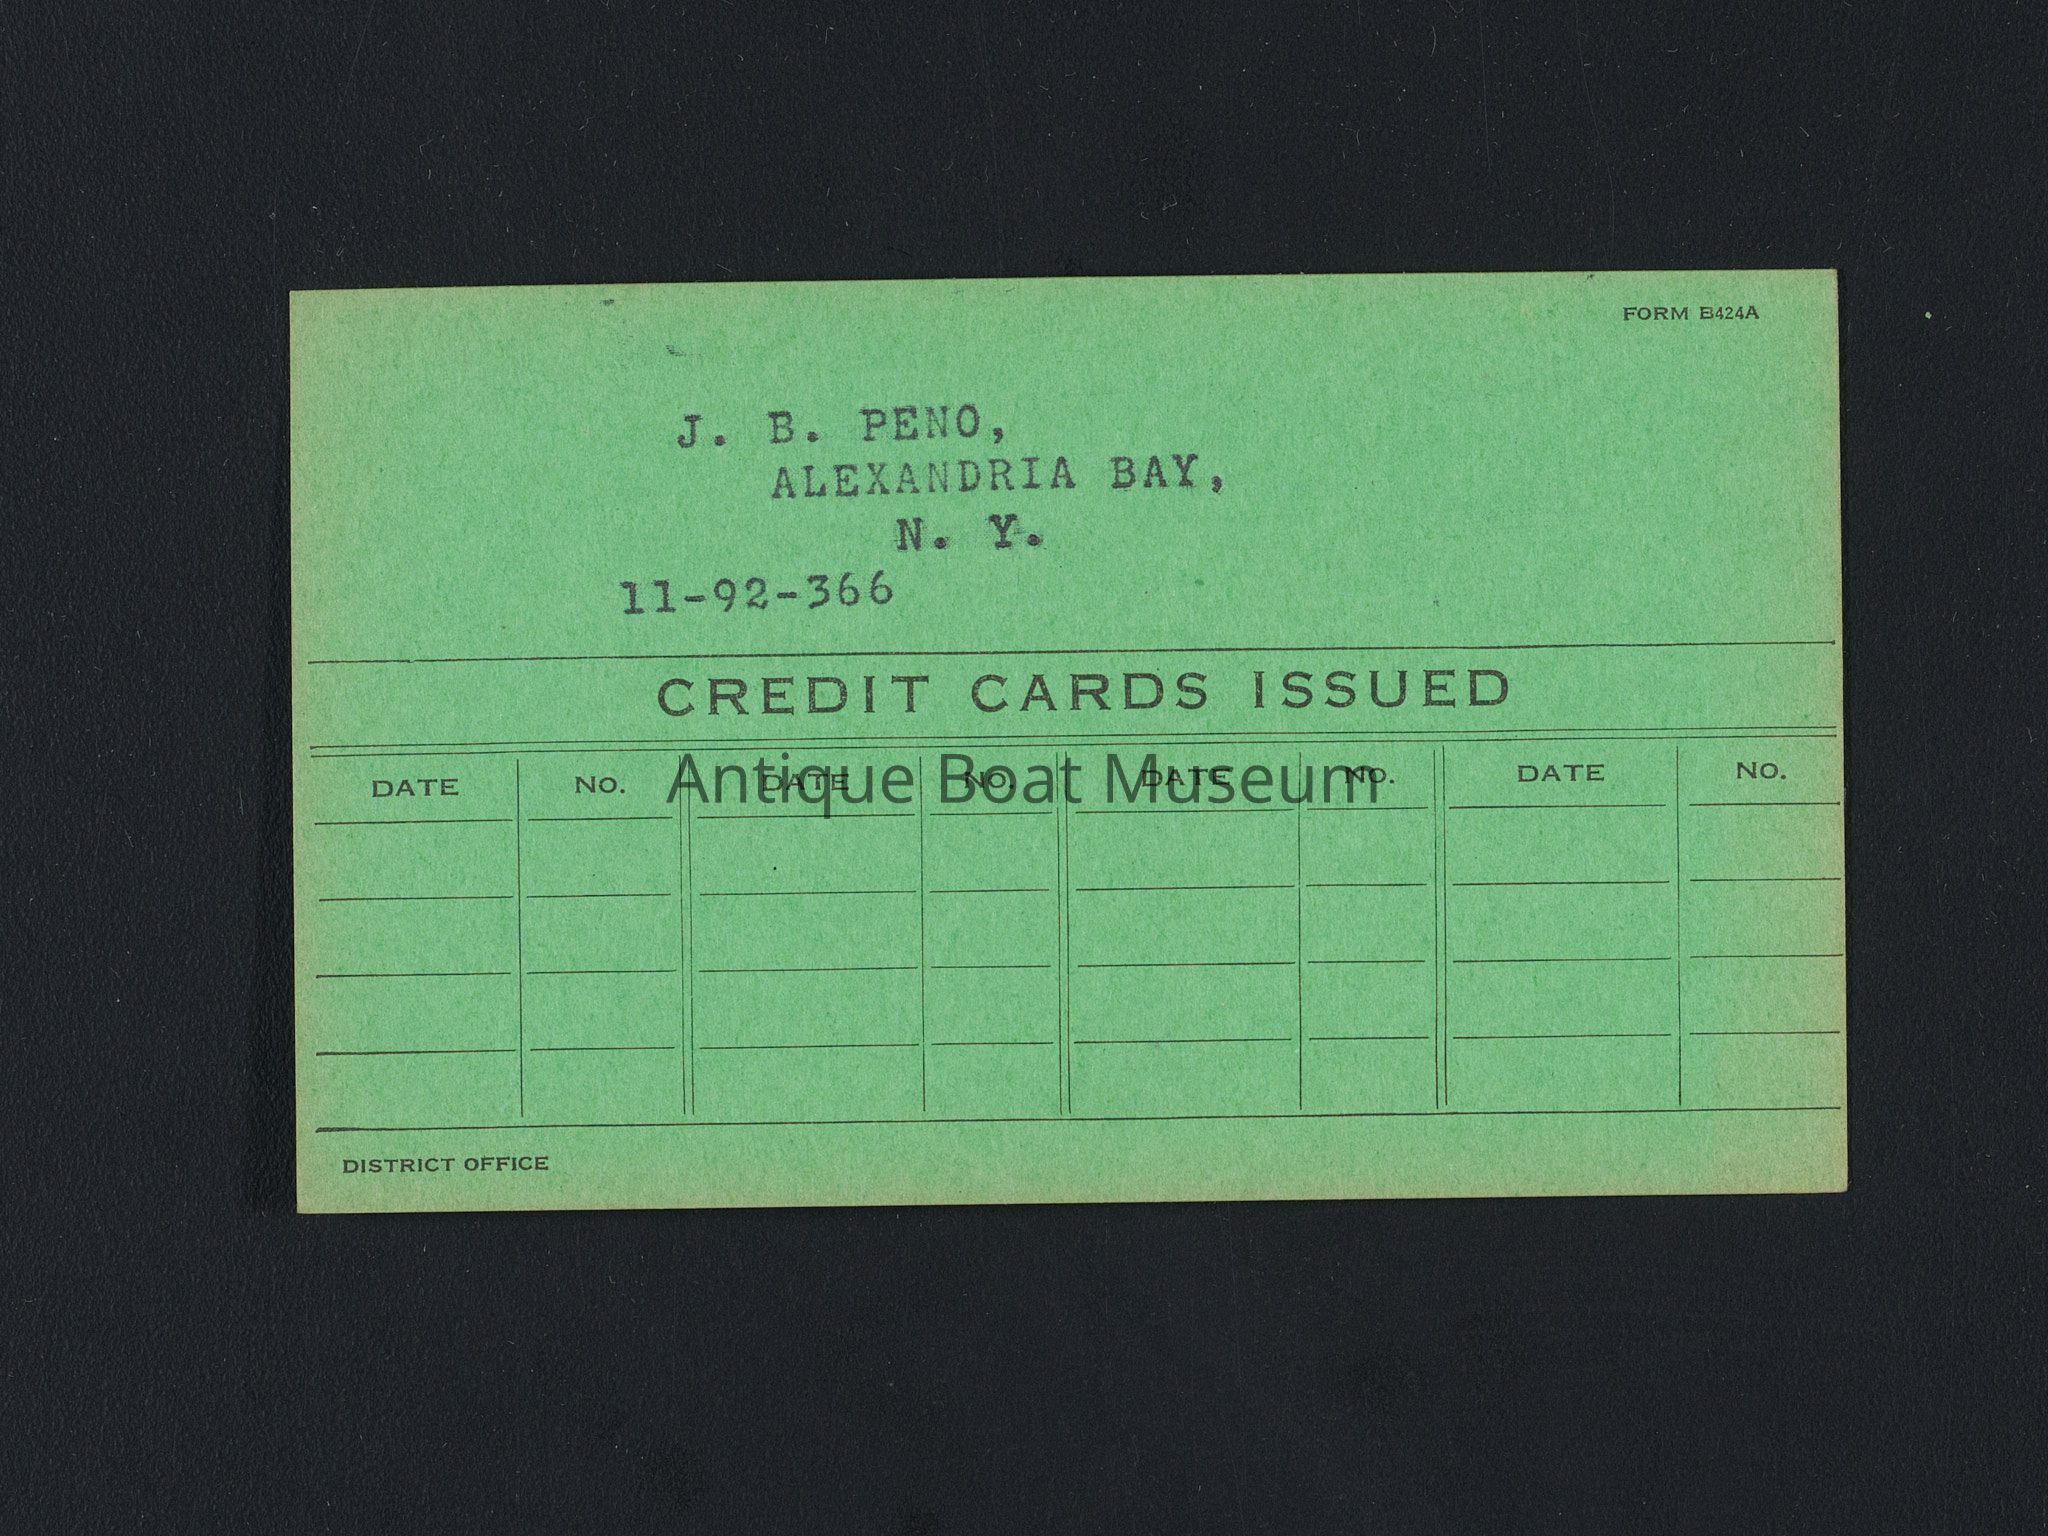 FORM B424A
J. B. PENO,
ALEXANDRIA BAY,
N. Y.
11-92-366
CREDIT CARDS ISSUED
DATE NO. DATE NO. DATE NO. DATE NO.
Antique Boat Museum
DISTRICT OFFICE